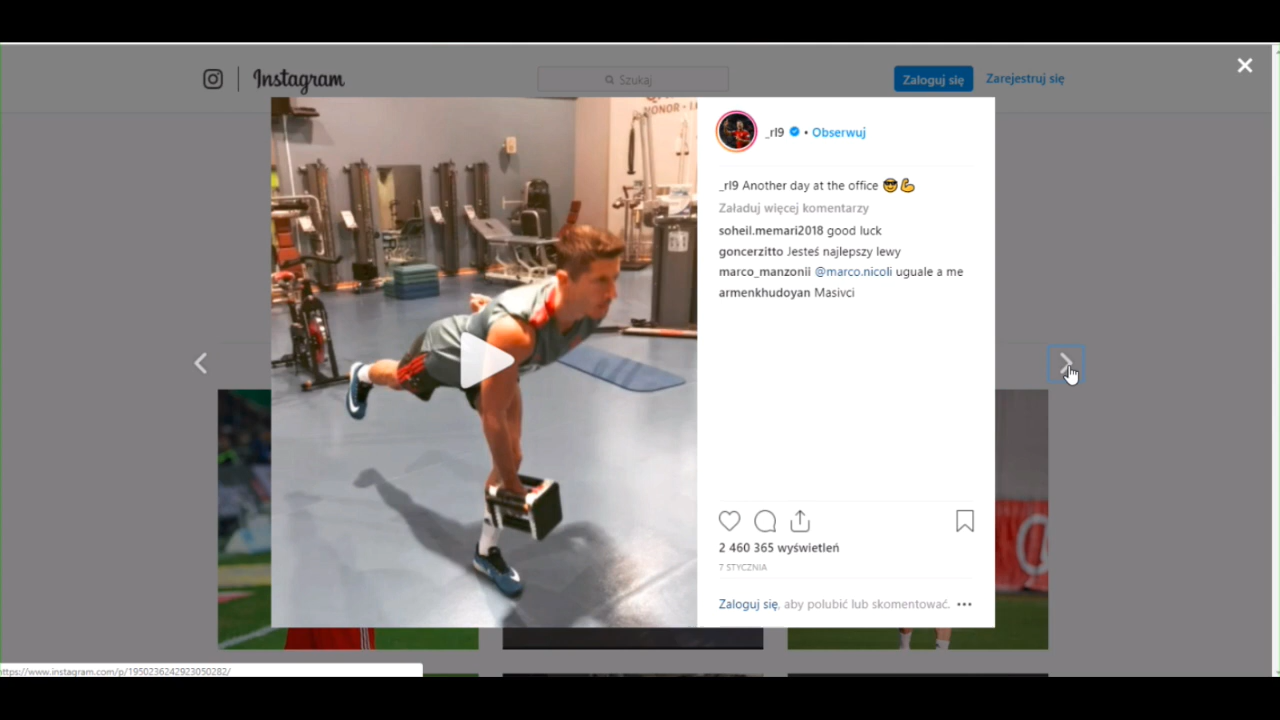 Instagram
Szukaj
Zaloguj się
Zarejestruj się
HONOR
_rl9 • Obserwuj
_rl9 Another day at the office 😎💪
Załaduj więcej komentarzy
soheil.memari2018 good luck
goncerzitto Jesteś najlepszy lewy
marco_manzonii @marco.nicoli uguale a me
armenkhudoyan Masivci
2 460 365 wyświetleń
7 STYCZNIA
Zaloguj się, aby polubić lub skomentować.
https://www.instagram.com/p/1950236242923050282/